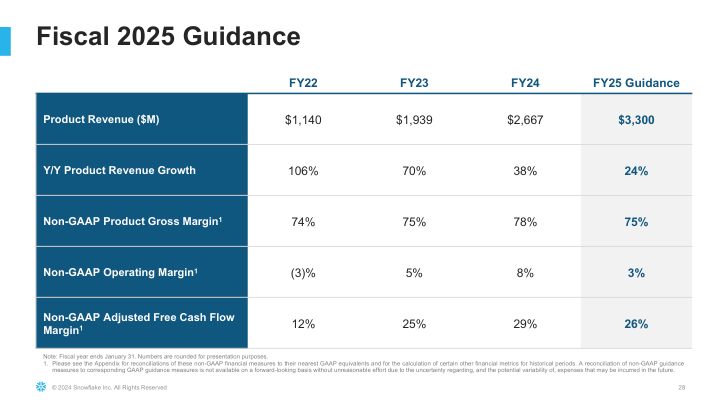 Fiscal 2025 Guidance
FY22 FY23 FY24 FY25 Guidance
Product Revenue ($M) $1,140 $1,939 $2,667 $3,300
Y/Y Product Revenue Growth 106% 70% 38% 24%
Non-GAAP Product Gross Margin¹ 74% 75% 78% 75%
Non-GAAP Operating Margin¹ (3)% 5% 8% 3%
Non-GAAP Adjusted Free Cash Flow
Margin¹ 12% 25% 29% 26%
Note: Fiscal year ends January 31. Numbers are rounded for presentation purposes.
1. Please see the Appendix for reconciliations of these non-GAAP financial measures to their nearest GAAP equivalents and for the calculation of certain other financial metrics for historical periods. A reconciliation of non-GAAP guidance
measures to corresponding GAAP guidance measures is not available on a forward-looking basis without unreasonable effort due to the uncertainty regarding, and the potential variability of, expenses that may be incurred in the future.
© 2024 Snowflake Inc. All Rights Reserved
28